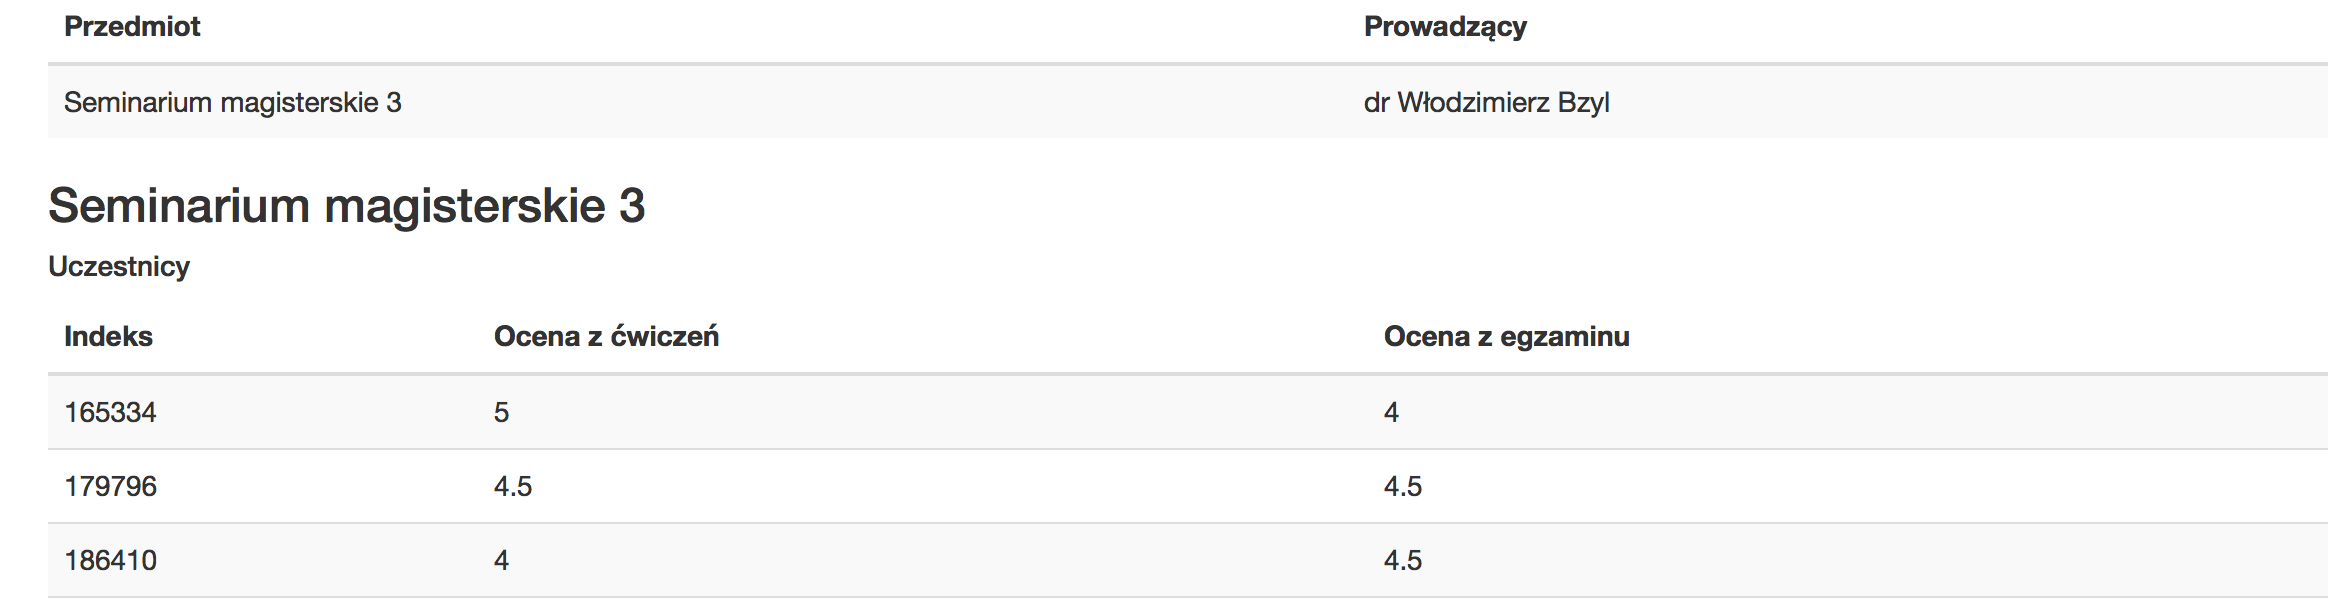 Przedmiot Prowadzący
Seminarium magisterskie 3 dr Włodzimierz Bzyl
Seminarium magisterskie 3
Uczestnicy
Indeks Ocena z ćwiczeń Ocena z egzaminu
165334 5 4
179796 4.5 4.5
186410 4 4.5